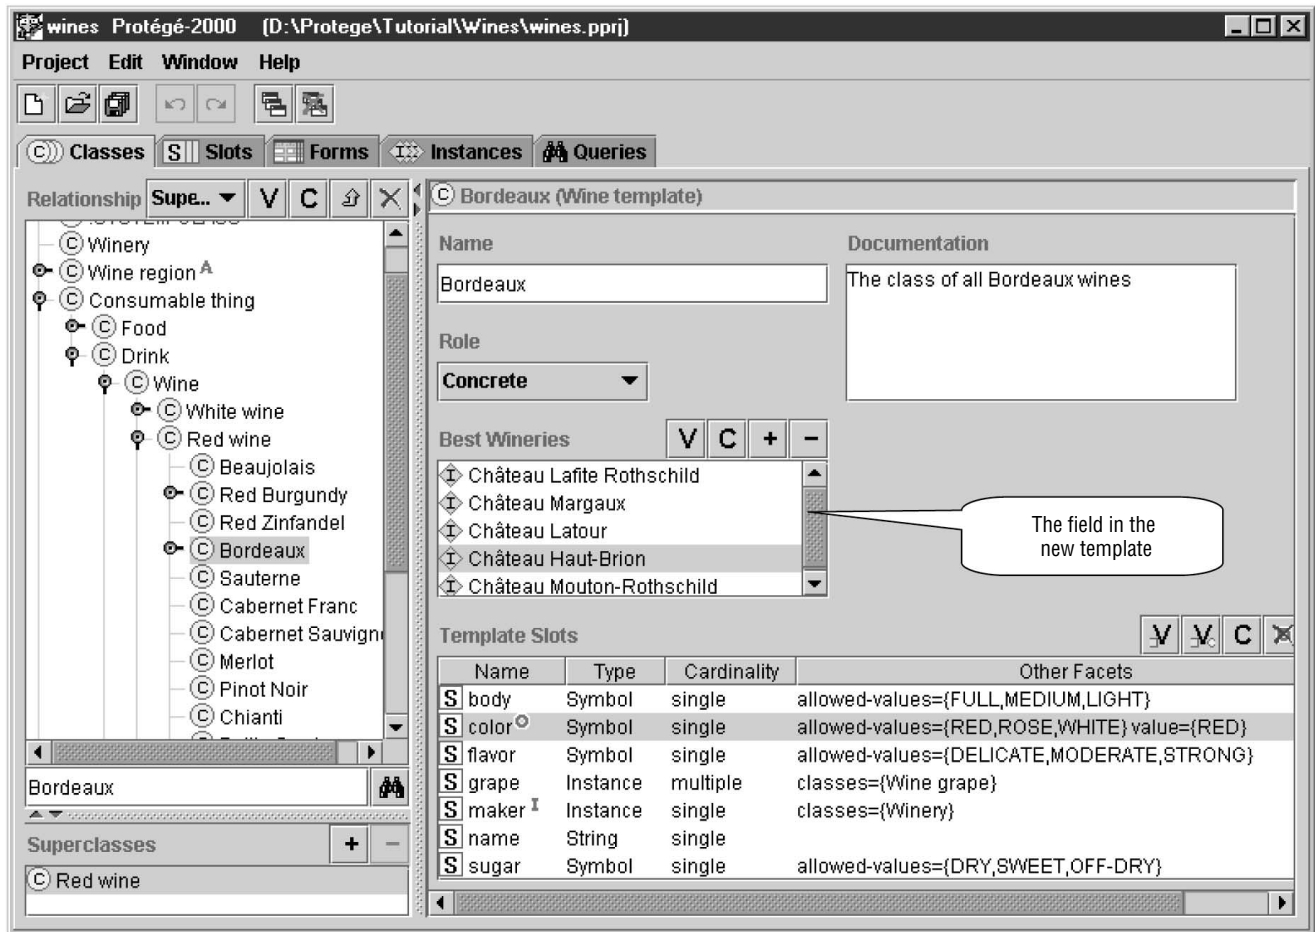 wines Protégé-2000 (D:\Protege\Tutorial\Wines\wines.pprj)
Project Edit Window Help
C Classes S Slots Forms I Instances Queries
Relationship Supe... V C
Winery
Wine region A
Consumable thing
Food
Drink
Wine
White wine
Red wine
Beaujolais
Red Burgundy
Red Zinfandel
Bordeaux
Sauterne
Cabernet Franc
Cabernet Sauvign
Merlot
Pinot Noir
Chianti
Bordeaux
Superclasses + −
C Red wine
C Bordeaux (Wine template)
Name
Bordeaux
Documentation
The class of all Bordeaux wines
Role
Concrete
Best Wineries V C + −
Château Lafite Rothschild
Château Margaux
Château Latour
Château Haut-Brion
Château Mouton-Rothschild
The field in the
new template
Template Slots V V C
Name Type Cardinality Other Facets
S body Symbol single allowed-values={FULL,MEDIUM,LIGHT}
S color Symbol single allowed-values={RED,ROSE,WHITE} value={RED}
S flavor Symbol single allowed-values={DELICATE,MODERATE,STRONG}
S grape Instance multiple classes={Wine grape}
S maker I Instance single classes={Winery}
S name String single
S sugar Symbol single allowed-values={DRY,SWEET,OFF-DRY}